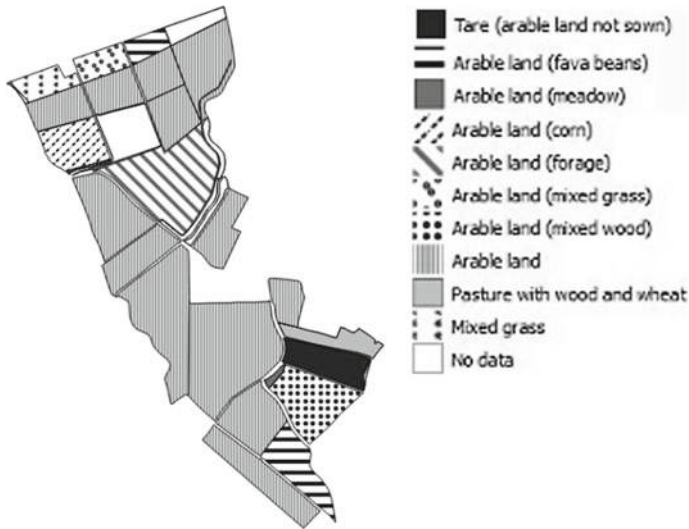 Tare (arable land not sown)
Arable land (fava beans)
Arable land (meadow)
Arable land (corn)
Arable land (forage)
Arable land (mixed grass)
Arable land (mixed wood)
Arable land
Pasture with wood and wheat
Mixed grass
No data